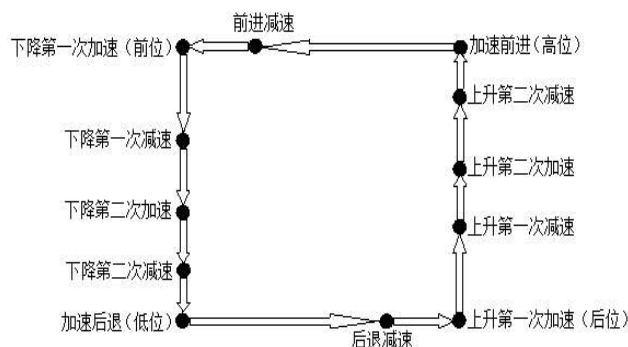 前进减速
下降第一次加速（前位）
加速前进（高位）
上升第二次减速
下降第一次减速
上升第二次加速
下降第二次加速
上升第一次减速
下降第二次减速
加速后退（低位）
后退减速
上升第一次加速（后位）